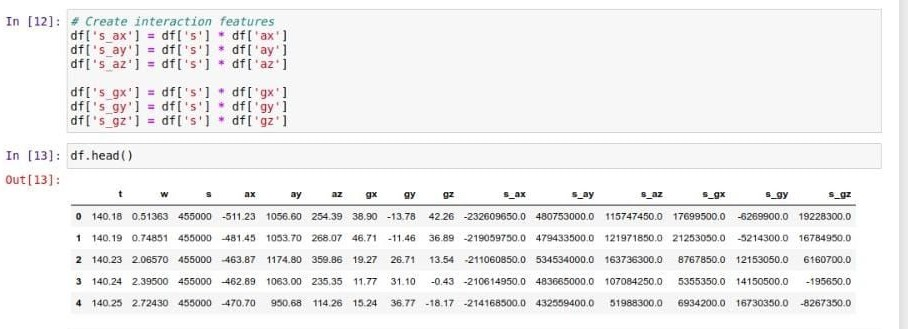 In [12]: # Create interaction features
df['s_ax'] = df['s'] * df['ax']
df['s_ay'] = df['s'] * df['ay']
df['s_az'] = df['s'] * df['az']
df['s_gx'] = df['s'] * df['gx']
df['s_gy'] = df['s'] * df['gy']
df['s_gz'] = df['s'] * df['gz']
In [13]: df.head()
Out[13]:
t w s ax ay az gx gy gz s_ax s_ay s_az s_gx s_gy s_gz
0 140.18 0.51363 455000 -511.23 1056.60 254.39 38.90 -13.78 42.26 -232609650.0 480753000.0 115747450.0 17699500.0 -6269900.0 19228300.0
1 140.19 0.74851 455000 -481.45 1053.70 268.07 46.71 -11.46 36.89 -219059750.0 479433500.0 121971850.0 21253050.0 -5214300.0 16784950.0
2 140.23 2.06570 455000 -463.87 1174.80 359.86 19.27 26.71 13.54 -211060850.0 534534000.0 163736300.0 8767850.0 12153050.0 6160700.0
3 140.24 2.39500 455000 -462.89 1063.00 235.35 11.77 31.10 -0.43 -210614950.0 483665000.0 107084250.0 5355350.0 14150500.0 -195650.0
4 140.25 2.72430 455000 -470.70 950.68 114.26 15.24 36.77 -18.17 -214168500.0 432559400.0 51988300.0 6934200.0 16730350.0 -8267350.0